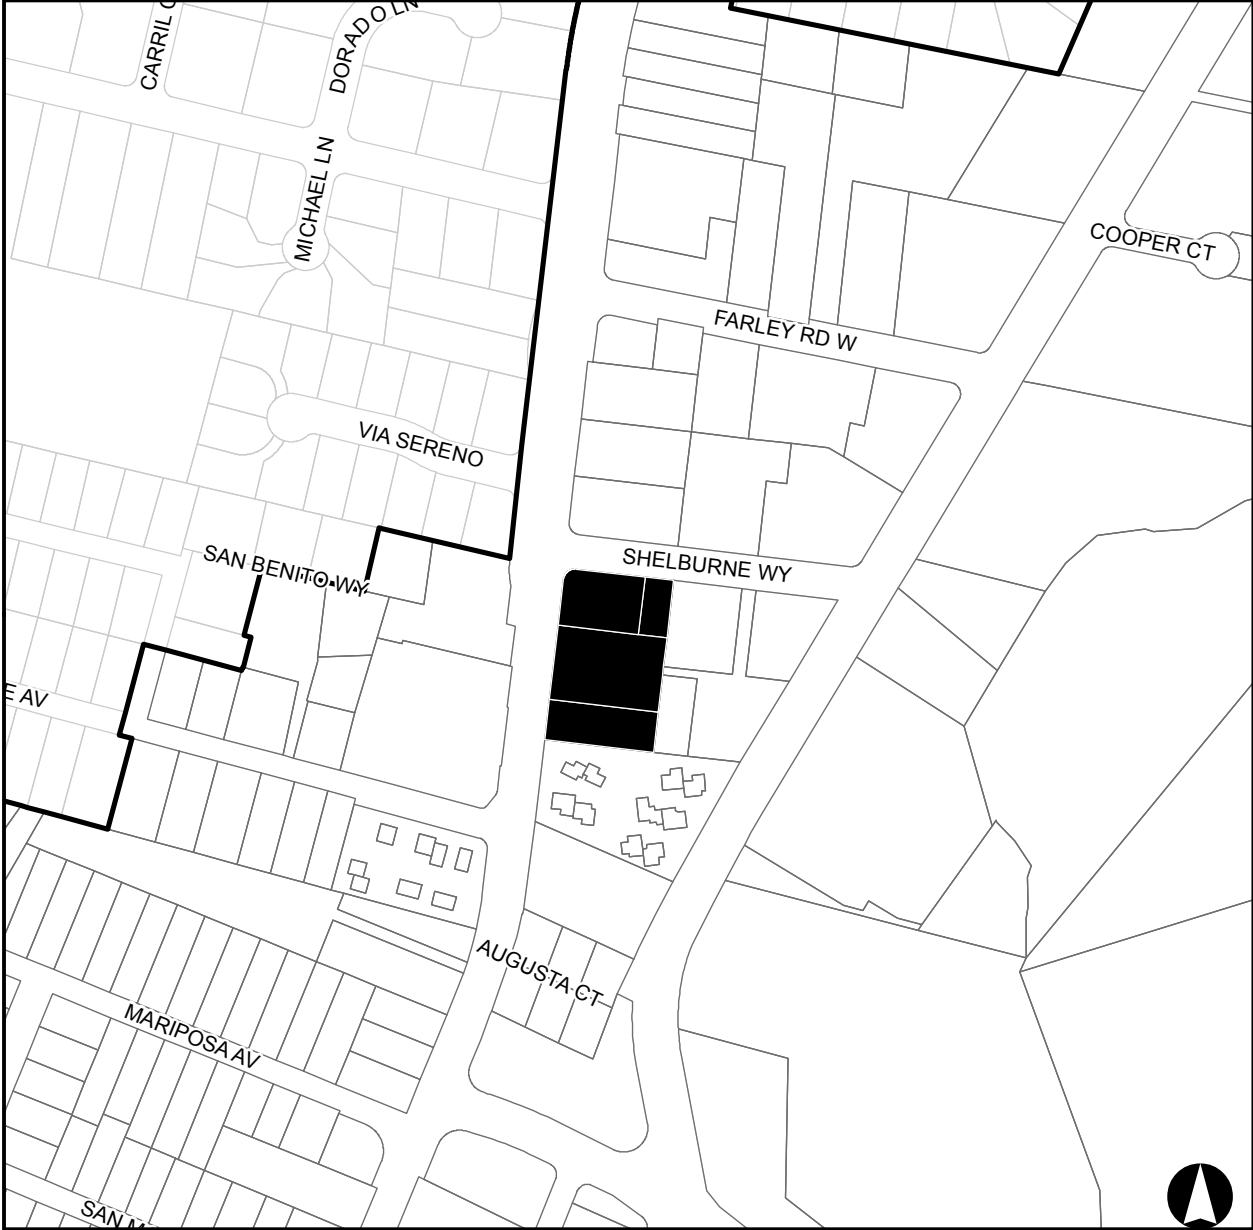 CARRIL C
DORADO LN
MICHAEL LN
COOPER CT
FARLEY RD W
VIA SERENO
SAN BENITO WY
SHELBURNE WY
E AV
AUGUSTA CT
MARIPOSA AV
SAN M